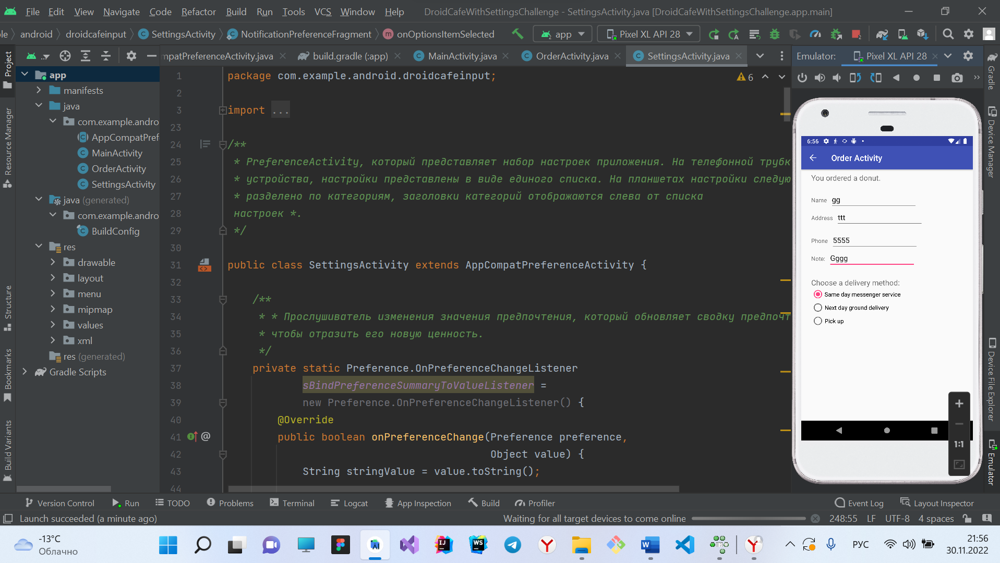 File Edit View Navigate Code Refactor Build Run Tools VCS Window Help DroidCafeWithSettingsChallenge - SettingsActivity.java [DroidCafeWithSettingsChallenge.app.main]
le android droidcafeinput SettingsActivity NotificationPreferenceFragment onOptionsItemSelected app Pixel XL API 28
... mpatPreferenceActivity.java build.gradle (:app) MainActivity.java OrderActivity.java SettingsActivity.java Emulator: Pixel XL API 28
Project
Resource Manager
Structure
Bookmarks
Build Variants
app
manifests
java
com.example.andro
AppCompatPref
MainActivity
OrderActivity
SettingsActivity
java (generated)
com.example.andro
BuildConfig
res
drawable
layout
menu
mipmap
values
xml
res (generated)
Gradle Scripts
1 package com.example.android.droidcafeinput; 6
2
3 import ...
23
24 /**
25 * PreferenceActivity, который представляет набор настроек приложения. На телефонной трубк
26 * устройства, настройки представлены в виде единого списка. На планшетах настройки следую
27 * разделено по категориям, заголовки категорий отображаются слева от списка
28 настроек *.
29 */
30
31 public class SettingsActivity extends AppCompatPreferenceActivity {
32
33 /**
34 * * Прослушиватель изменения значения предпочтения, который обновляет сводку предпочт
35 * чтобы отразить его новую ценность.
36 */
37 private static Preference.OnPreferenceChangeListener
38 sBindPreferenceSummaryToValueListener =
39 new Preference.OnPreferenceChangeListener() {
40 @Override
41 @ public boolean onPreferenceChange(Preference preference,
42 Object value) {
43 String stringValue = value.toString();
44
6:56
Order Activity
You ordered a donut.
Name gg
Address ttt
Phone 5555
Note: Gggg
Choose a delivery method:
Same day messenger service
Next day ground delivery
Pick up
1:1
Gradle
Device Manager
Device File Explorer
Emulator
Version Control Run TODO Problems Terminal Logcat App Inspection Build Profiler Event Log Layout Inspector
Launch succeeded (a minute ago) Waiting for all target devices to come online 248:55 LF UTF-8 4 spaces
-13°C
Облачно
РУС
21:56
30.11.2022